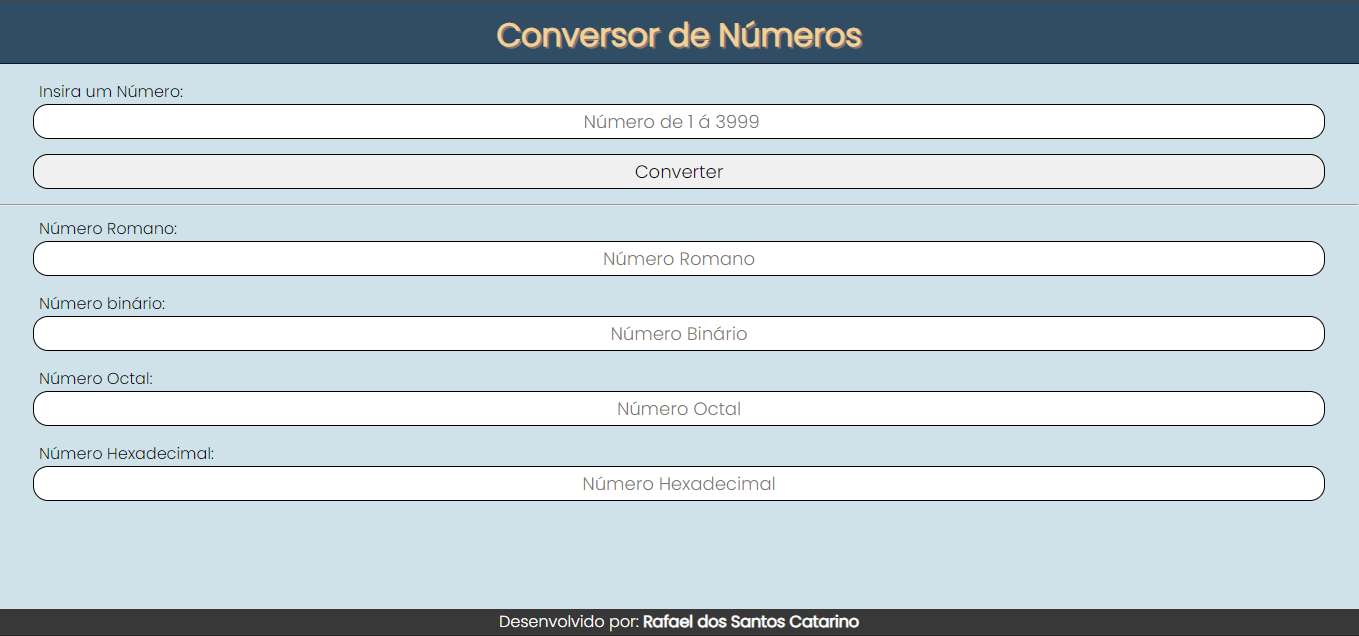 Conversor de Números
Insira um Número:
Número de 1 á 3999
Converter
Número Romano:
Número Romano
Número binário:
Número Binário
Número Octal:
Número Octal
Número Hexadecimal:
Número Hexadecimal
Desenvolvido por: Rafael dos Santos Catarino